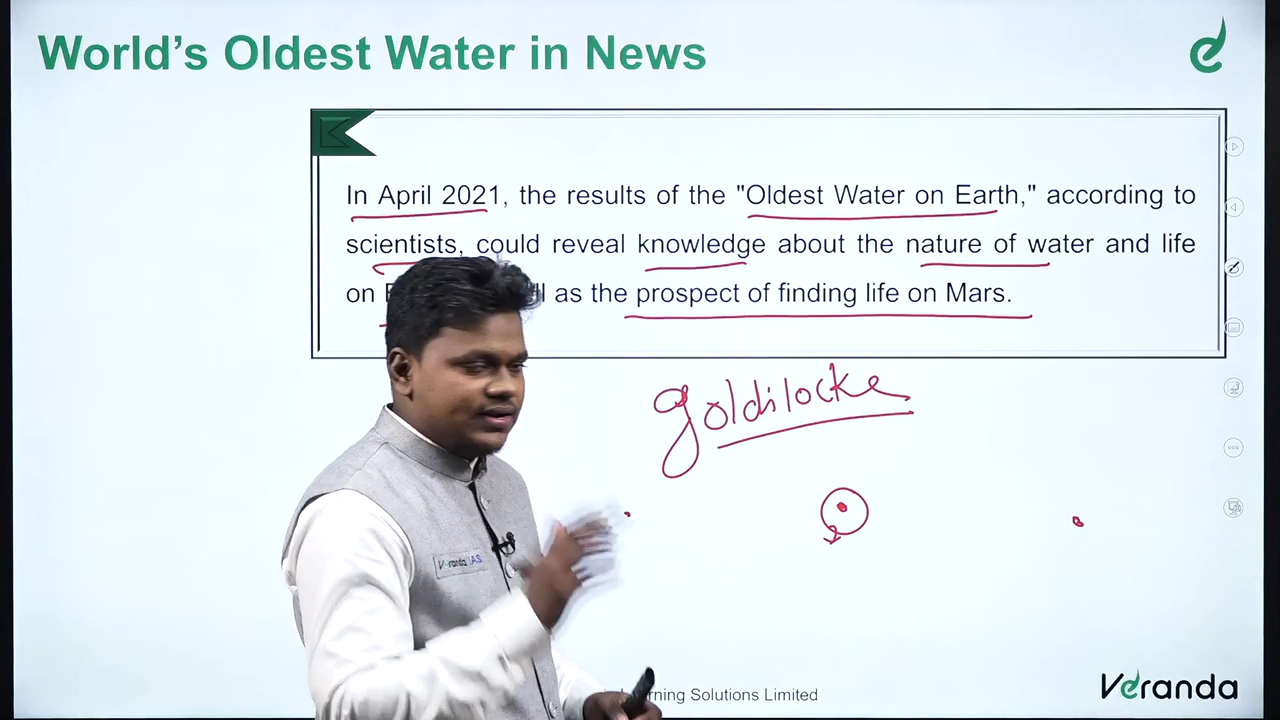 World's Oldest Water in News
In April 2021, the results of the "Oldest Water on Earth," according to
scientists, could reveal knowledge about the nature of water and life
on as the prospect of finding life on Mars.
goldilocke
Veranda IAS
Learning Solutions Limited
Veranda